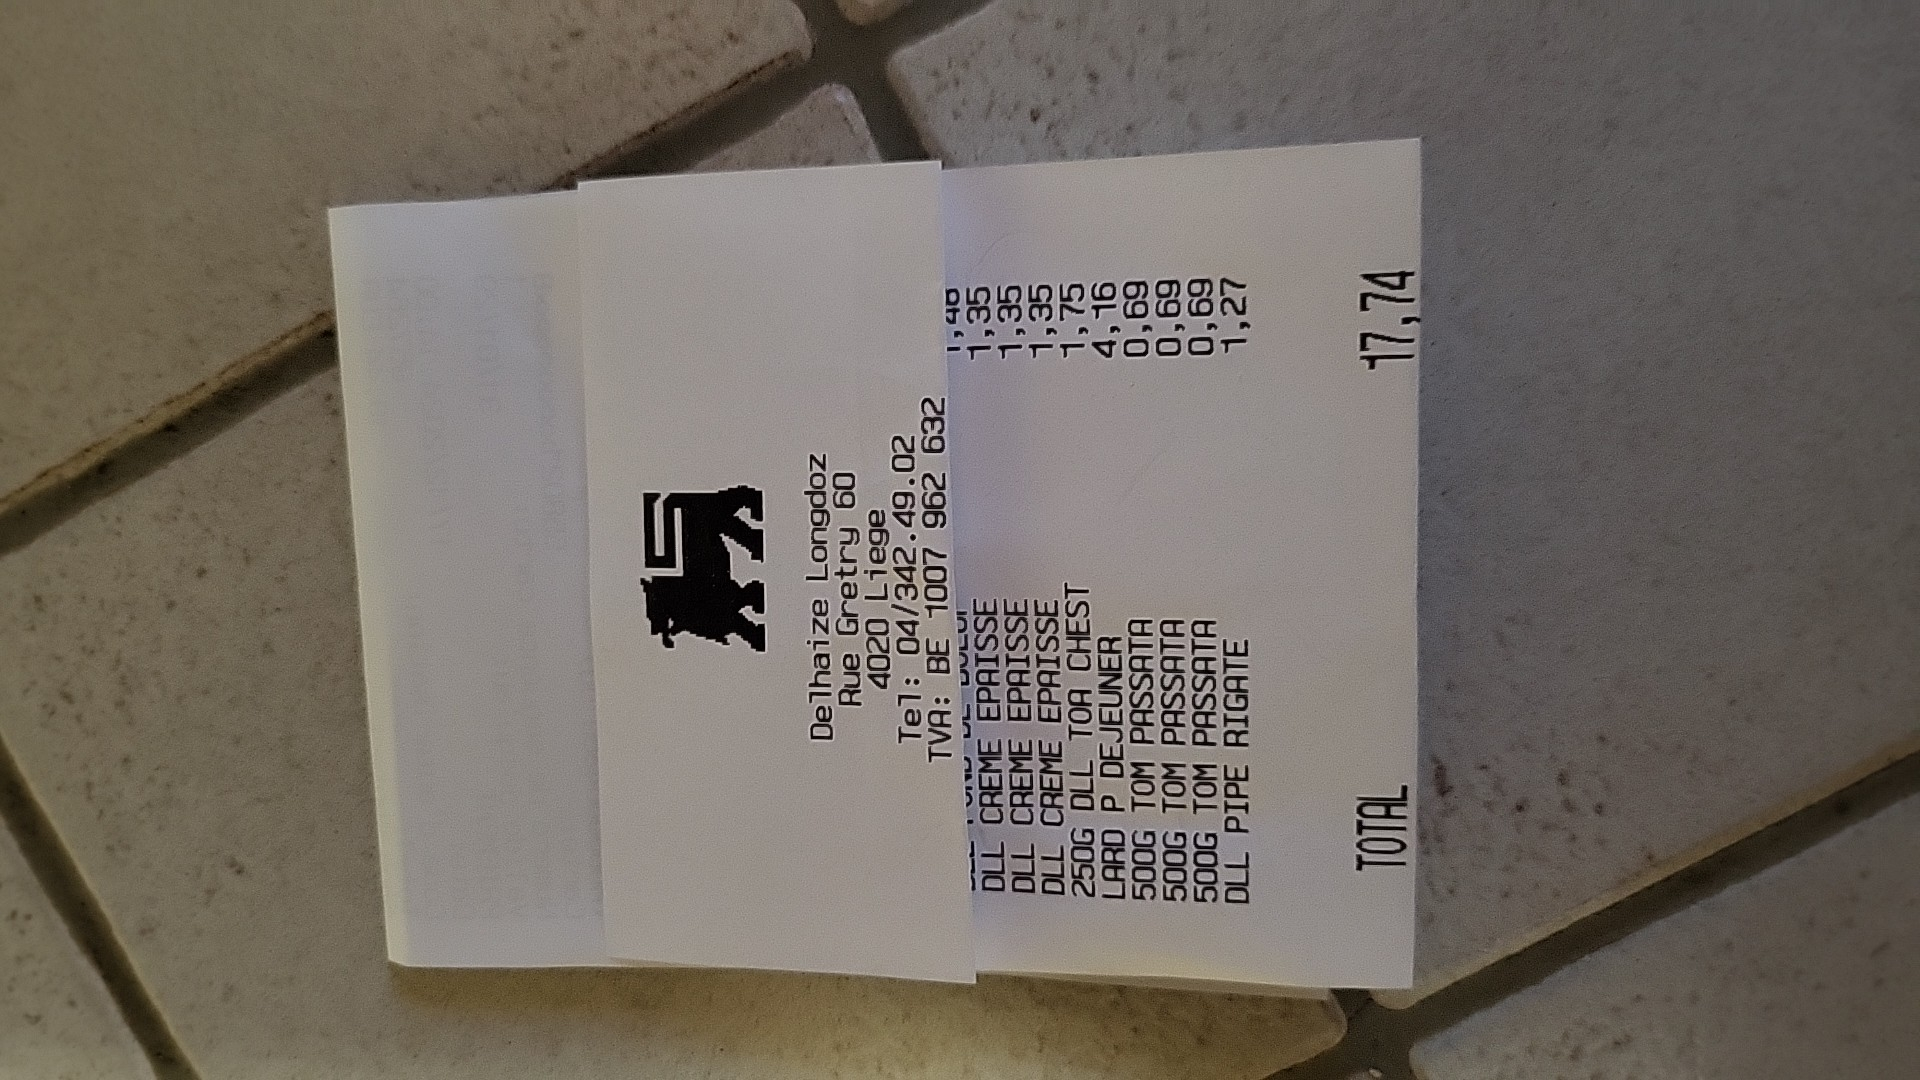 Delhaize Longdoz
Rue Gretry 60
4020 Liege
Tel: 04/342.49.02
TVA: BE 1007 962 632
DLL CREME EPAISSE 1,35
DLL CREME EPAISSE 1,35
DLL CREME EPAISSE 1,35
250G DLL TOA CHEST 1,75
LARD P DEJEUNER 4,16
500G TOM PASSATA 0,69
500G TOM PASSATA 0,69
500G TOM PASSATA 0,69
DLL PIPE RIGATE 1,27
TOTAL 17,74